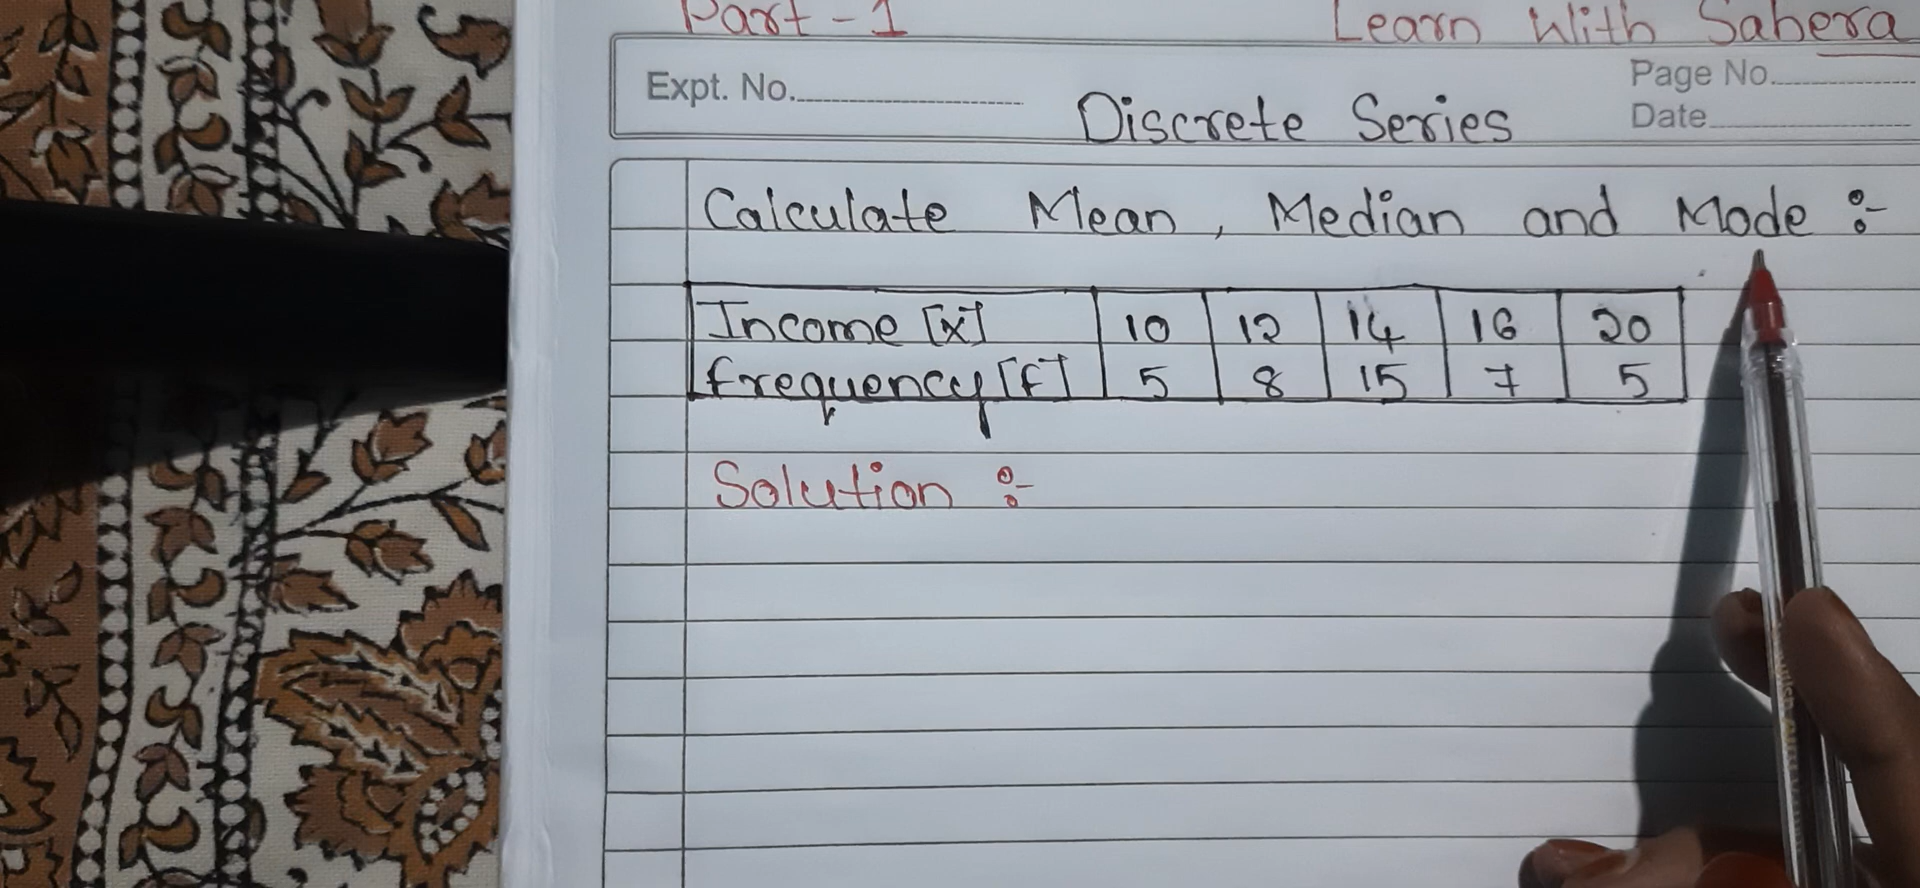 Part - 1 Learn With Sahera
Expt. No. Page No.
Discrete Series
Date
Calculate Mean, Median and Mode :-
Income [x] 10 12 14 16 20
frequency [f] 5 8 15 7 5
Solution :-